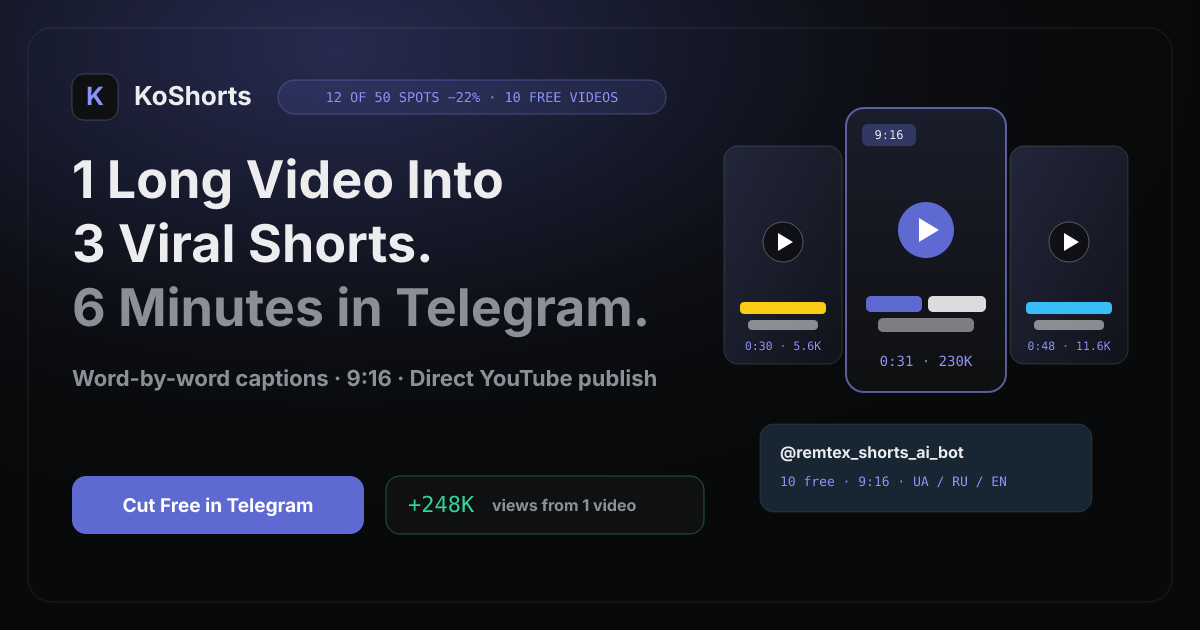 K
KoShorts
12 OF 50 SPOTS −22% · 10 FREE VIDEOS
1 Long Video Into
3 Viral Shorts.
6 Minutes in Telegram.
Word-by-word captions · 9:16 · Direct YouTube publish
Cut Free in Telegram
+248K views from 1 video
0:30 · 5.6K
9:16
0:31 · 230K
0:48 · 11.6K
@remtex_shorts_ai_bot
10 free · 9:16 · UA / RU / EN